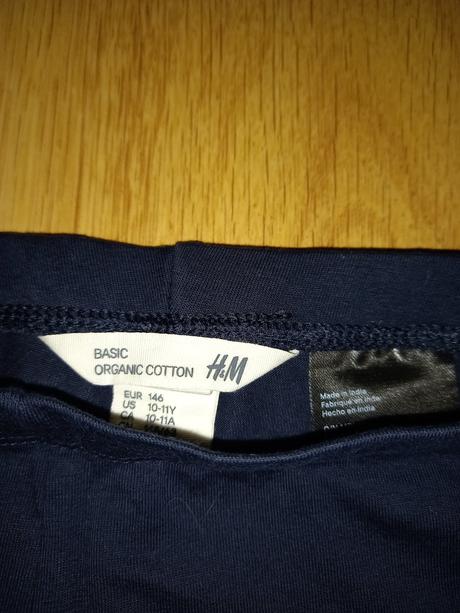 BASIC
ORGANIC COTTON H&M
EUR 146
US 10-11Y
CA 10-11A
Made in India
Fabriqué en Inde
Hecho en India